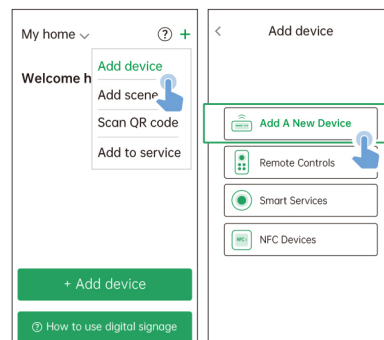 My home
Add device
Welcome h
Add scene
Scan QR code
Add to service
+ Add device
How to use digital signage
Add device
Add A New Device
Remote Controls
Smart Services
NFC Devices